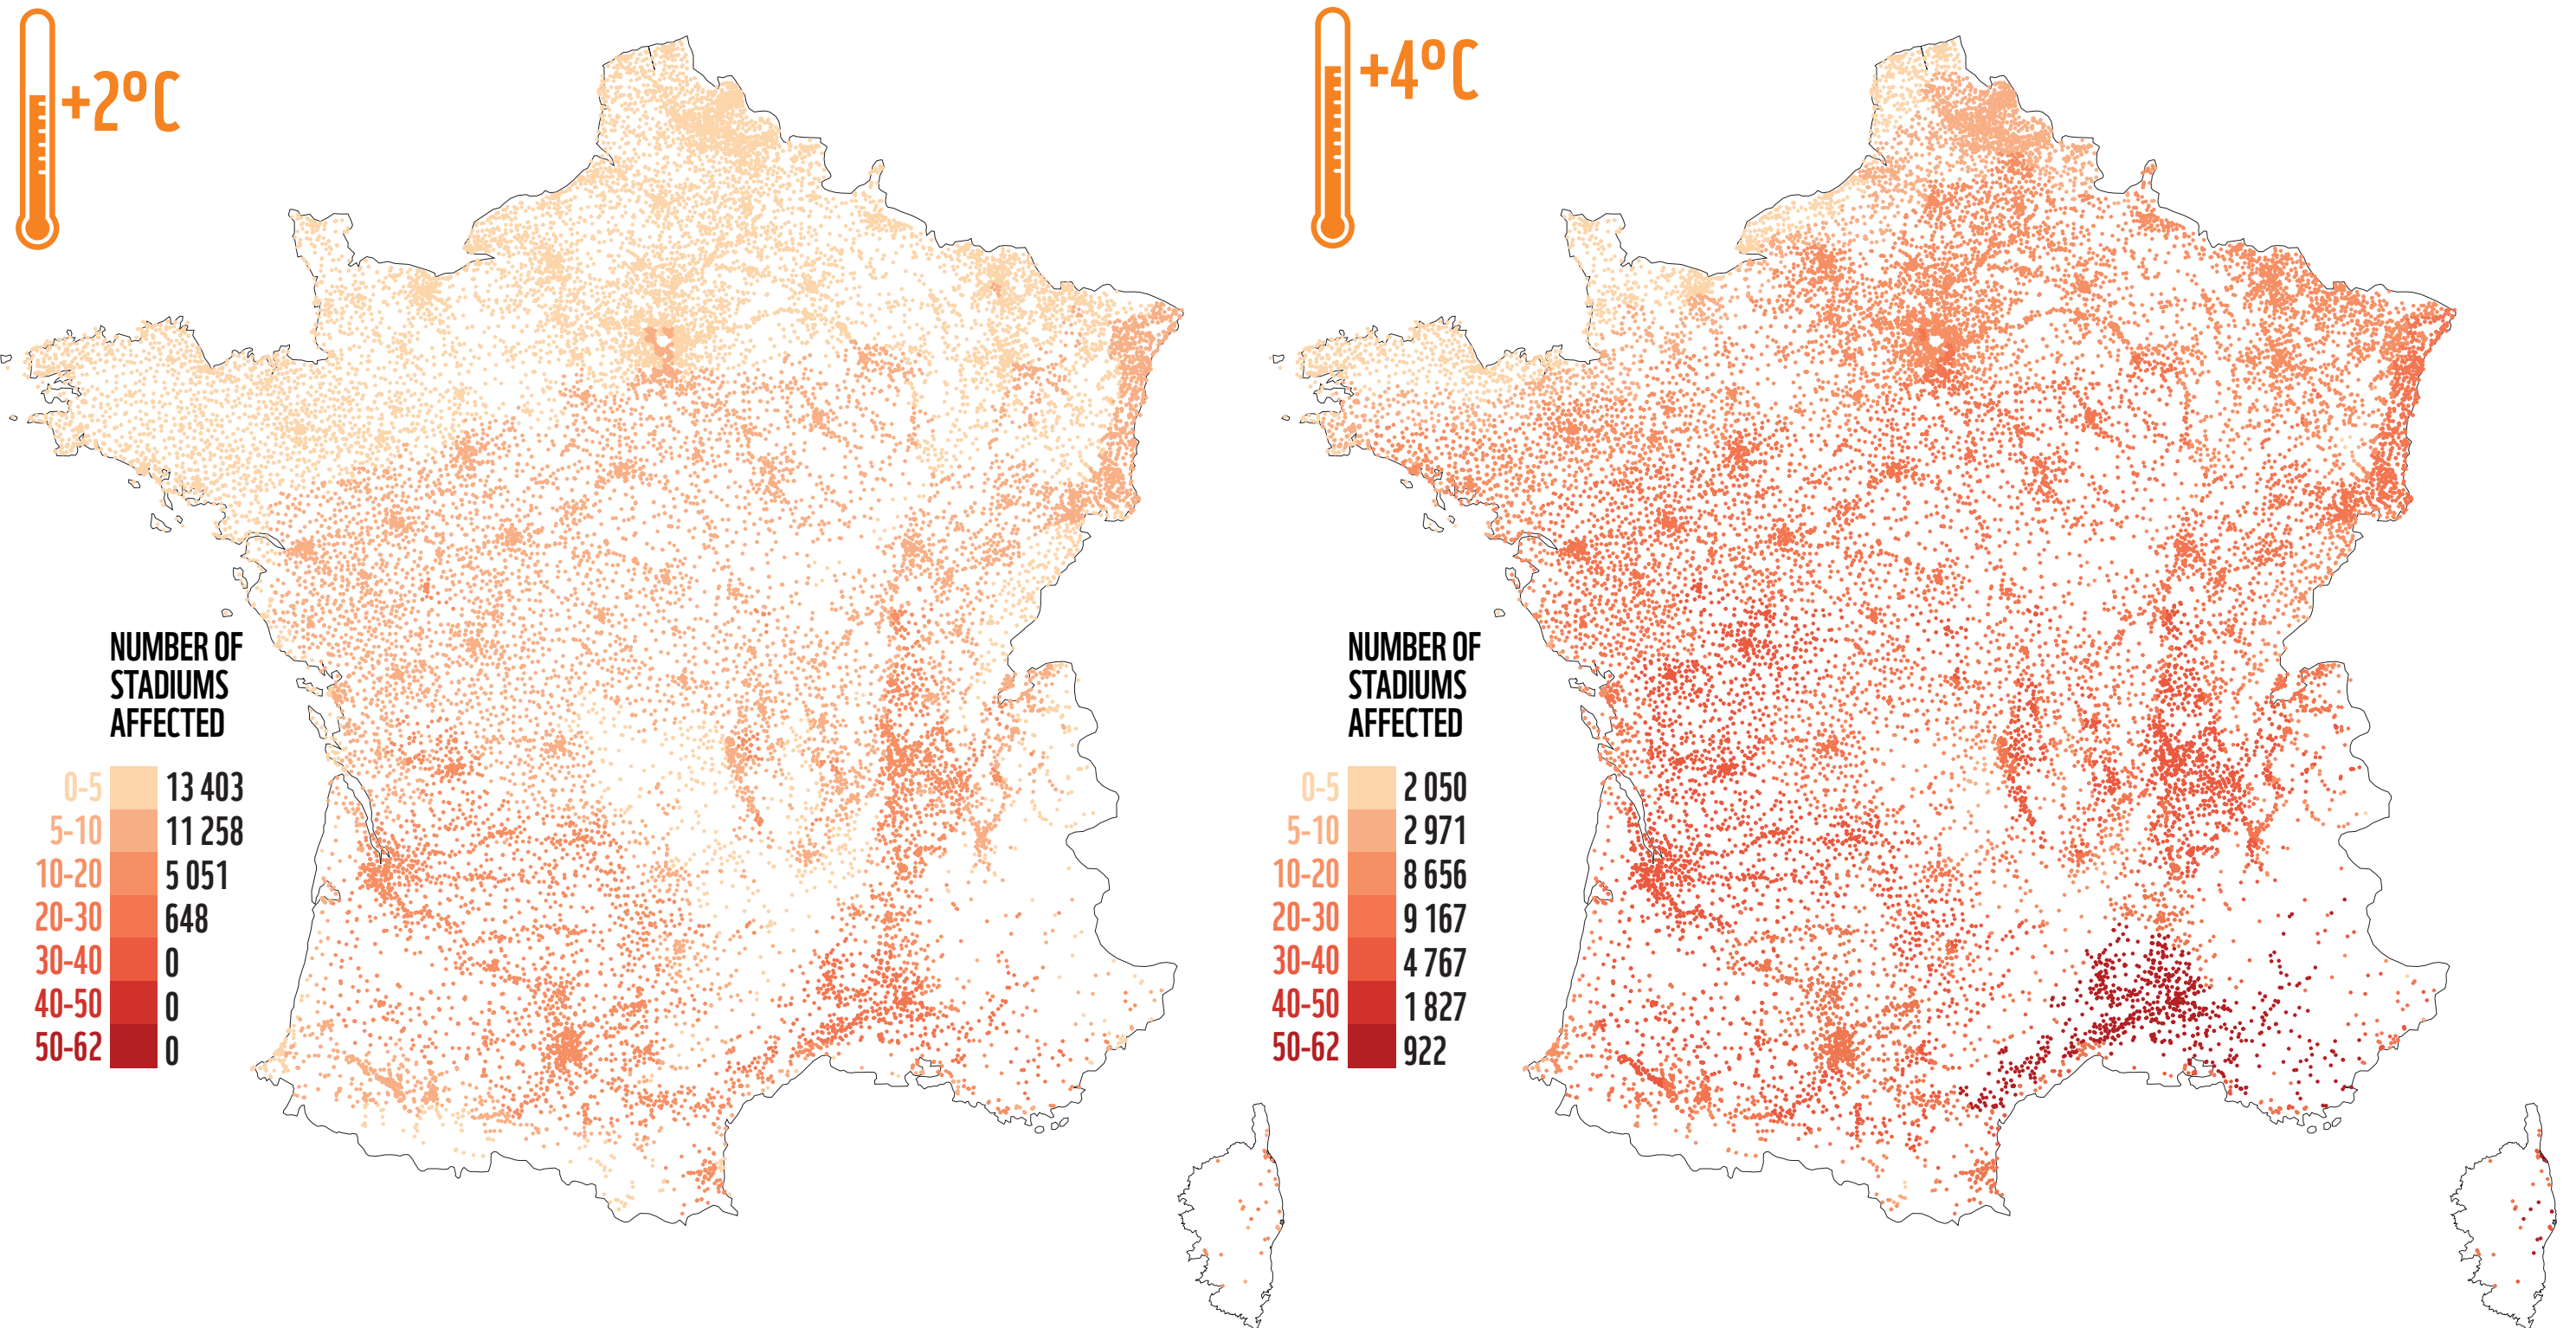 +2°C
NUMBER OF
STADIUMS
AFFECTED
0-5 13 403
5-10 11 258
10-20 5 051
20-30 648
30-40 0
40-50 0
50-62 0
+4°C
NUMBER OF
STADIUMS
AFFECTED
0-5 2 050
5-10 2 971
10-20 8 656
20-30 9 167
30-40 4 767
40-50 1 827
50-62 922